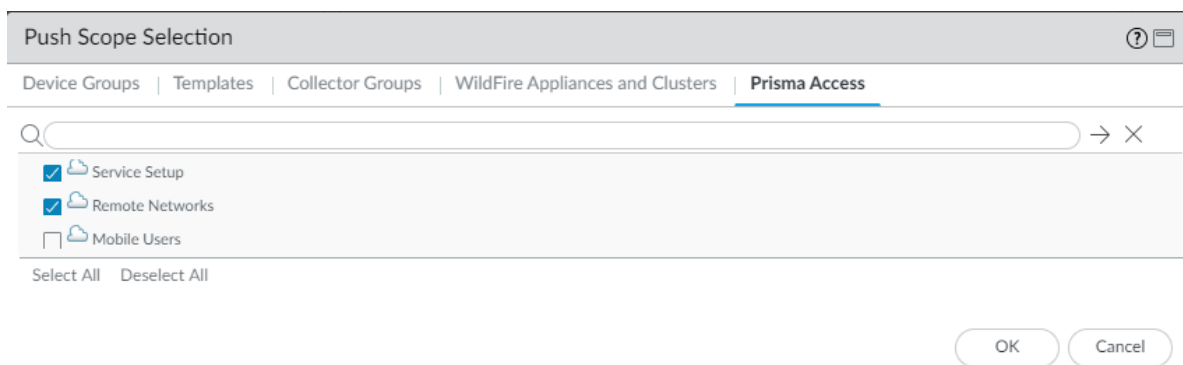 Push Scope Selection
Device Groups | Templates | Collector Groups | WildFire Appliances and Clusters | Prisma Access
Service Setup
Remote Networks
Mobile Users
Select All Deselect All
OK Cancel